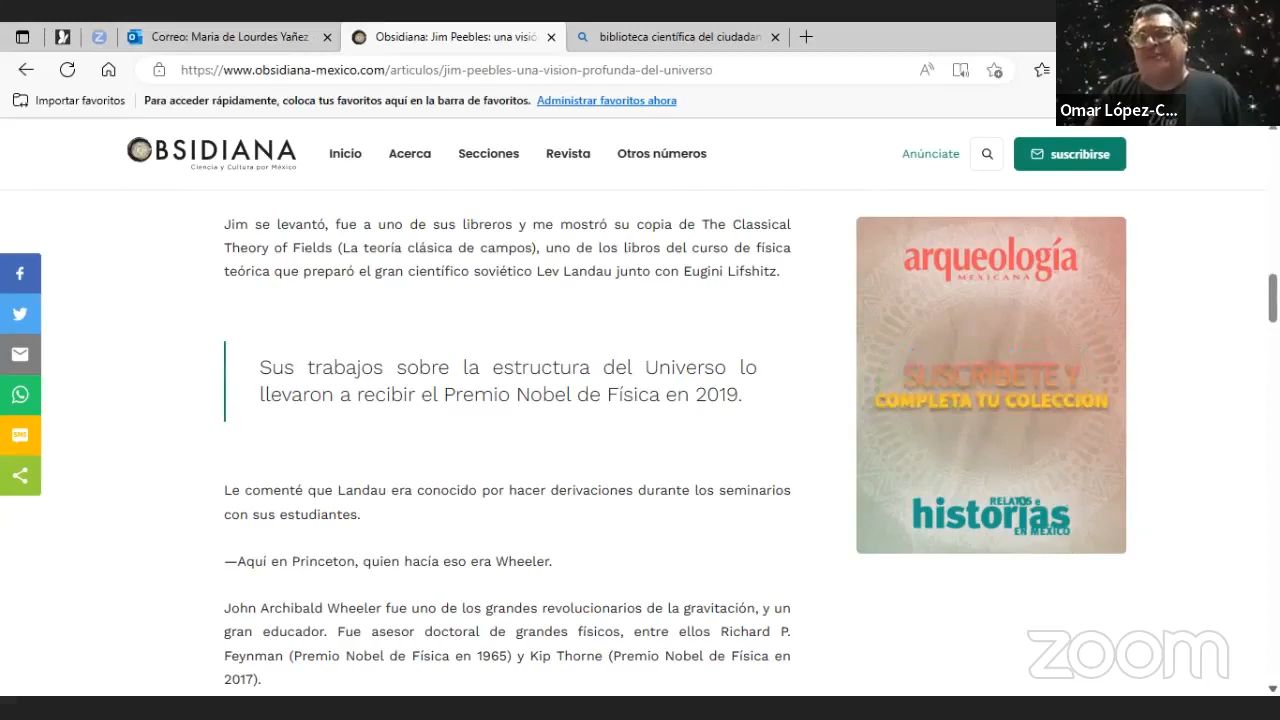 Correo: Maria de Lourdes Yañez
Obsidiana: Jim Peebles: una visió
biblioteca científica del ciudadan
https://www.obsidiana-mexico.com/articulos/jim-peebles-una-vision-profunda-del-universo
Importar favoritos
Para acceder rápidamente, coloca tus favoritos aquí en la barra de favoritos. Administrar favoritos ahora
Omar López-C...
OBSIDIANA
Ciencia y Cultura por México
Inicio Acerca Secciones Revista Otros números
Anúnciate
suscribirse
Jim se levantó, fue a uno de sus libreros y me mostró su copia de The Classical
Theory of Fields (La teoría clásica de campos), uno de los libros del curso de física
teórica que preparó el gran científico soviético Lev Landau junto con Eugini Lifshitz.
Sus trabajos sobre la estructura del Universo lo
llevaron a recibir el Premio Nobel de Física en 2019.
Le comenté que Landau era conocido por hacer derivaciones durante los seminarios
con sus estudiantes.
—Aquí en Princeton, quien hacía eso era Wheeler.
John Archibald Wheeler fue uno de los grandes revolucionarios de la gravitación, y un
gran educador. Fue asesor doctoral de grandes físicos, entre ellos Richard P.
Feynman (Premio Nobel de Física en 1965) y Kip Thorne (Premio Nobel de Física en
2017).
arqueología
MEXICANA
SUSCRÍBETE Y
COMPLETA TU COLECCIÓN
RELATOS e
historias
EN MÉXICO
SMS
zoom